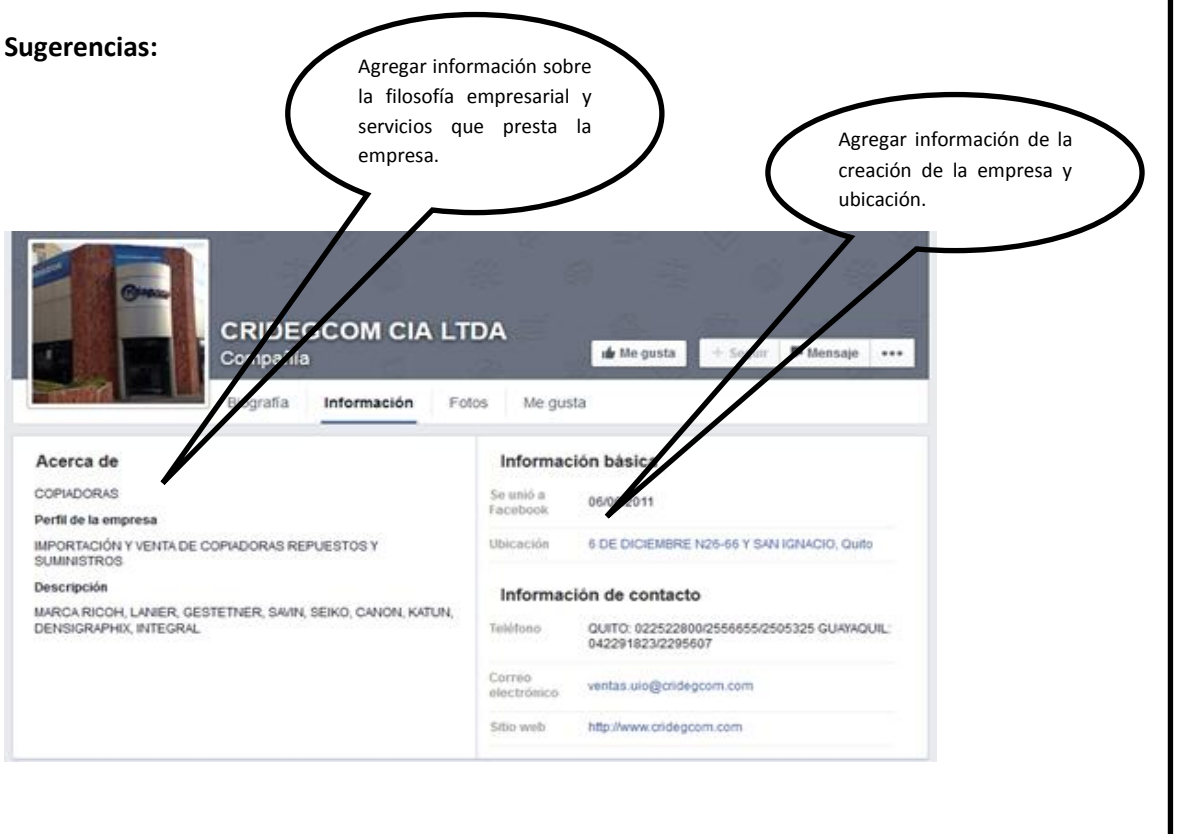 Sugerencias:
Agregar información sobre
la filosofía empresarial y
servicios que presta la
empresa.
Agregar información de la
creación de la empresa y
ubicación.
CRIDEGCOM CIA LTDA
Compañía
Me gusta
+ Seguir
Mensaje
Biografía
Información
Fotos
Me gusta
Acerca de
COPIADORAS
Perfil de la empresa
IMPORTACIÓN Y VENTA DE COPIADORAS REPUESTOS Y
SUMINISTROS
Descripción
MARCA RICOH, LANIER, GESTETNER, SAVIN, SEIKO, CANON, KATUN,
DENSIGRAPHIX, INTEGRAL
Información básica
Se unió a
Facebook
Ubicación
6 DE DICIEMBRE N26-66 Y SAN IGNACIO, Quito
Información de contacto
Teléfono
QUITO: 022522800/2556655/2505325 GUAYAQUIL:
042291823/2295607
Correo
electrónico
ventas.uio@cridegcom.com
Sitio web
http://www.cridegcom.com